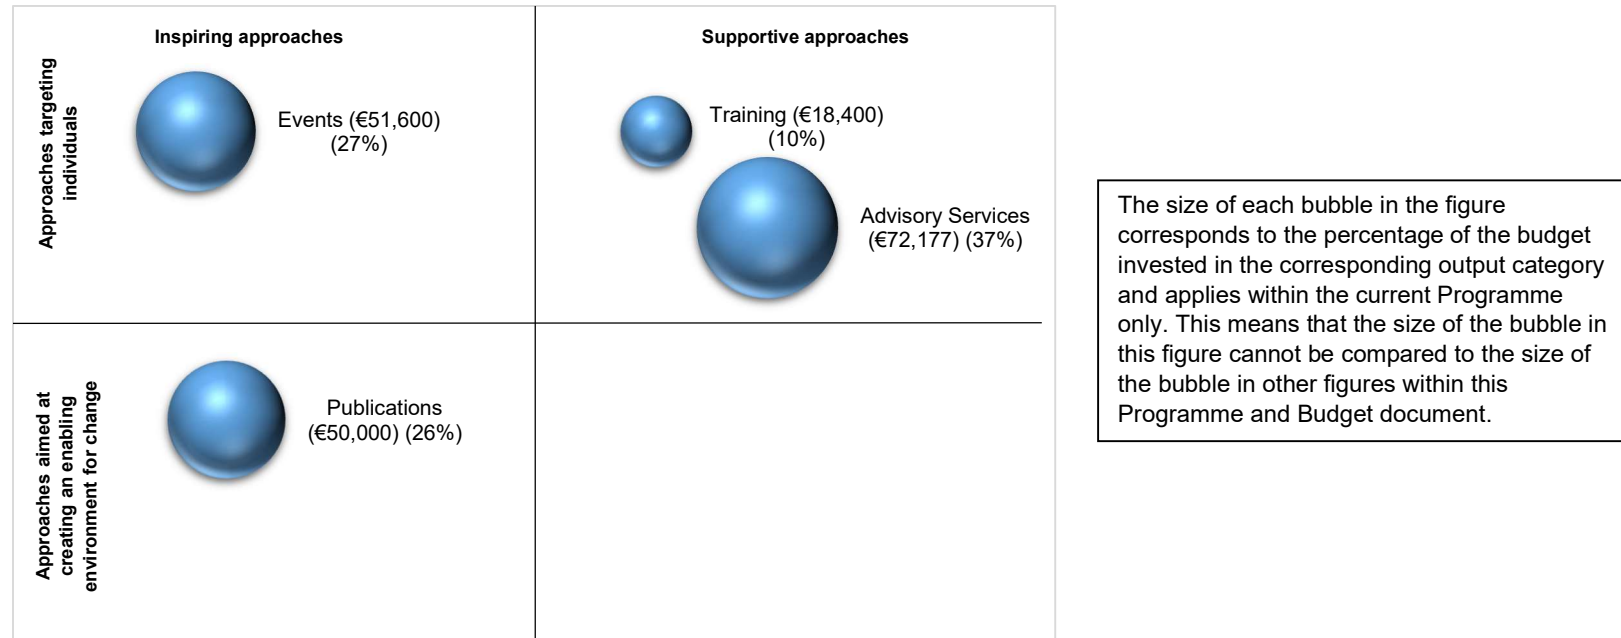 Inspiring approaches
Supportive approaches
Approaches targeting
individuals
Events (€51,600)
(27%)
Training (€18,400)
(10%)
Advisory Services
(€72,177) (37%)
Approaches aimed at
creating an enabling
environment for change
Publications
(€50,000) (26%)
The size of each bubble in the figure
corresponds to the percentage of the budget
invested in the corresponding output category
and applies within the current Programme
only. This means that the size of the bubble in
this figure cannot be compared to the size of
the bubble in other figures within this
Programme and Budget document.